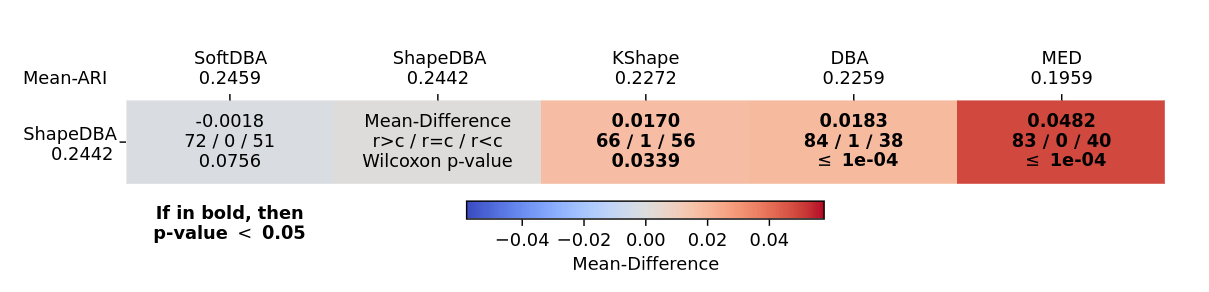 SoftDBA ShapeDBA KShape DBA MED
Mean-ARI 0.2459 0.2442 0.2272 0.2259 0.1959
ShapeDBA
0.2442
-0.0018
72 / 0 / 51
0.0756
Mean-Difference
r>c / r=c / r<c
Wilcoxon p-value
0.0170
66 / 1 / 56
0.0339
0.0183
84 / 1 / 38
≤ 1e-04
0.0482
83 / 0 / 40
≤ 1e-04
If in bold, then
p-value < 0.05
−0.04 −0.02 0.00 0.02 0.04
Mean-Difference